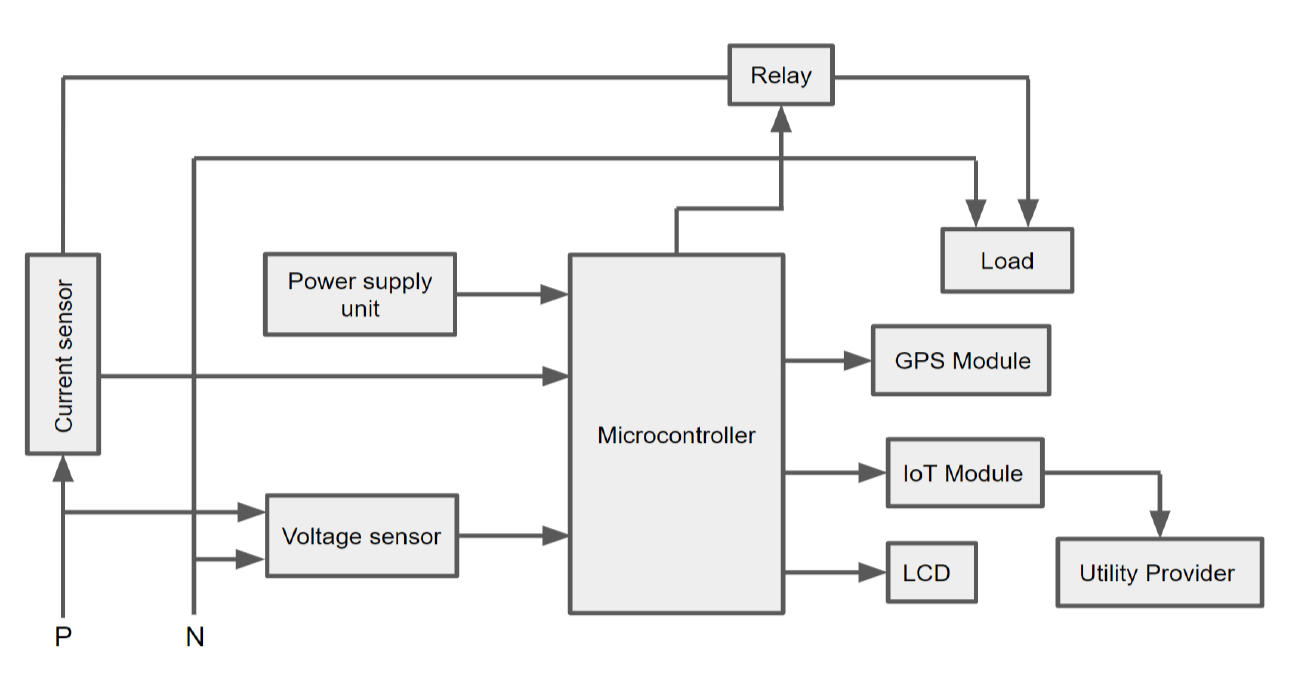 Relay
Load
Power supply
unit
Current sensor
GPS Module
Microcontroller
IoT Module
Voltage sensor
LCD
Utility Provider
P
N